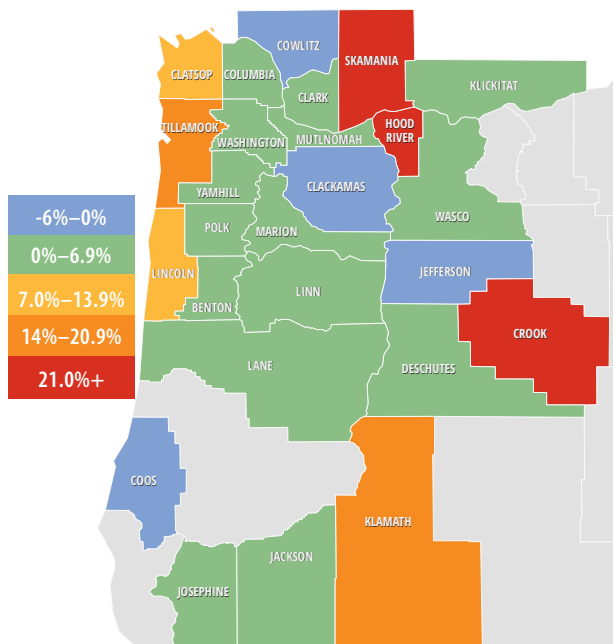 COWLITZ
SKAMANIA
CLATSOP
COLUMBIA
KLICKITAT
CLARK
TILLAMOOK
HOOD
RIVER
WASHINGTON
MUTLNOMAH
CLACKAMAS
YAMHILL
-6%–0%
WASCO
POLK
MARION
0%–6.9%
LINCOLN
JEFFERSON
7.0%–13.9%
BENTON
LINN
14%–20.9%
CROOK
LANE
DESCHUTES
21.0%+
COOS
KLAMATH
JACKSON
JOSEPHINE